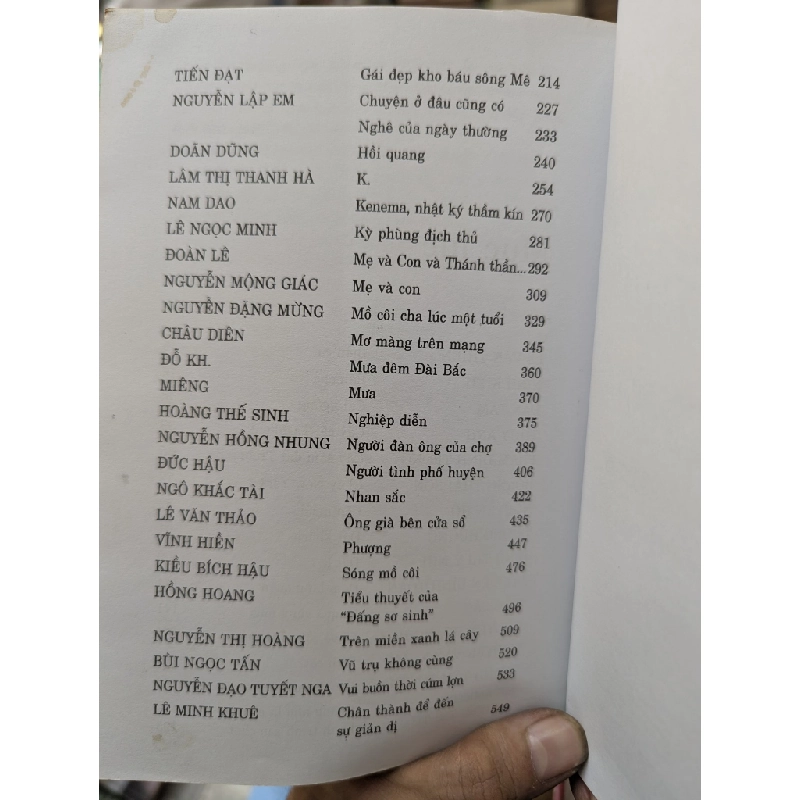 TIẾN ĐẠT Gái đẹp kho báu sông Mê 214
NGUYỄN LẬP EM Chuyện ở đâu cũng có 227
Nghê của ngày thường 233
DOÃN DŨNG Hồi quang 240
LÂM THỊ THANH HÀ K. 254
NAM DAO Kenema, nhật ký thầm kín 270
LÊ NGỌC MINH Kỳ phùng địch thủ 281
ĐOÀN LÊ Mẹ và Con và Thánh thần... 292
NGUYỄN MỘNG GIÁC Mẹ và con 309
NGUYỄN ĐẶNG MỪNG Mồ côi cha lúc một tuổi 329
CHÂU DIÊN Mơ màng trên mạng 345
ĐỖ KH. Mưa đêm Đài Bắc 360
MIÊNG Mưa 370
HOÀNG THẾ SINH Nghiệp diễn 375
NGUYỄN HỒNG NHUNG Người đàn ông của chợ 389
ĐỨC HẬU Người tình phố huyện 406
NGÔ KHẮC TÀI Nhan sắc 422
LÊ VĂN THẢO Ông già bên cửa sổ 435
VĨNH HIỀN Phượng 447
KIỀU BÍCH HẬU Sóng mồ côi 476
HỒNG HOANG Tiểu thuyết của
"Đấng sơ sinh" 496
NGUYỄN THỊ HOÀNG Trên miền xanh lá cây 509
BÙI NGỌC TẤN Vũ trụ không cùng 520
NGUYỄN ĐẠO TUYẾT NGA Vui buồn thời cúm lợn 533
LÊ MINH KHUÊ Chân thành để đến 549
sự giản dị